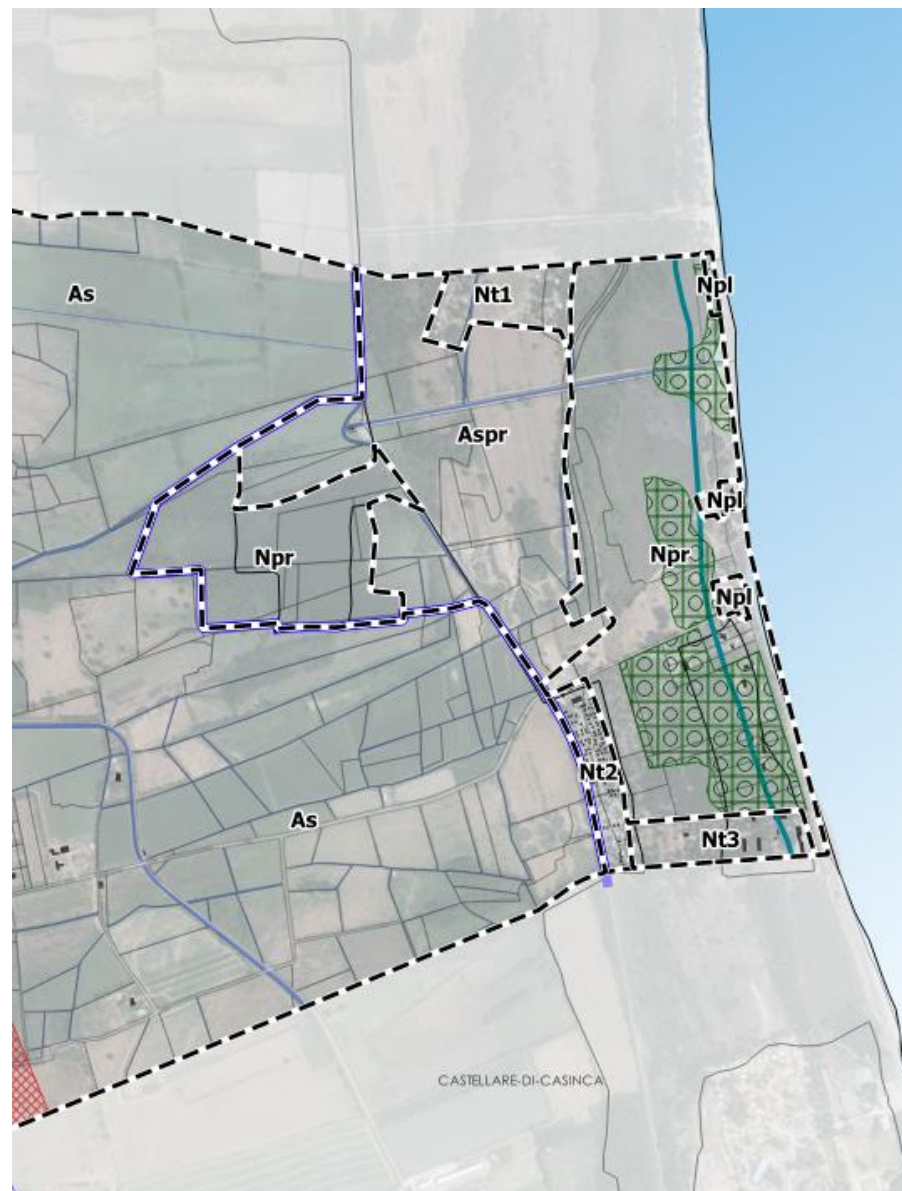 Npl
As
Nt1
Aspr
Npl
Npr
Npr
Npl
Nt2
As
Nt3
CASTELLARE-DI-CASINCA